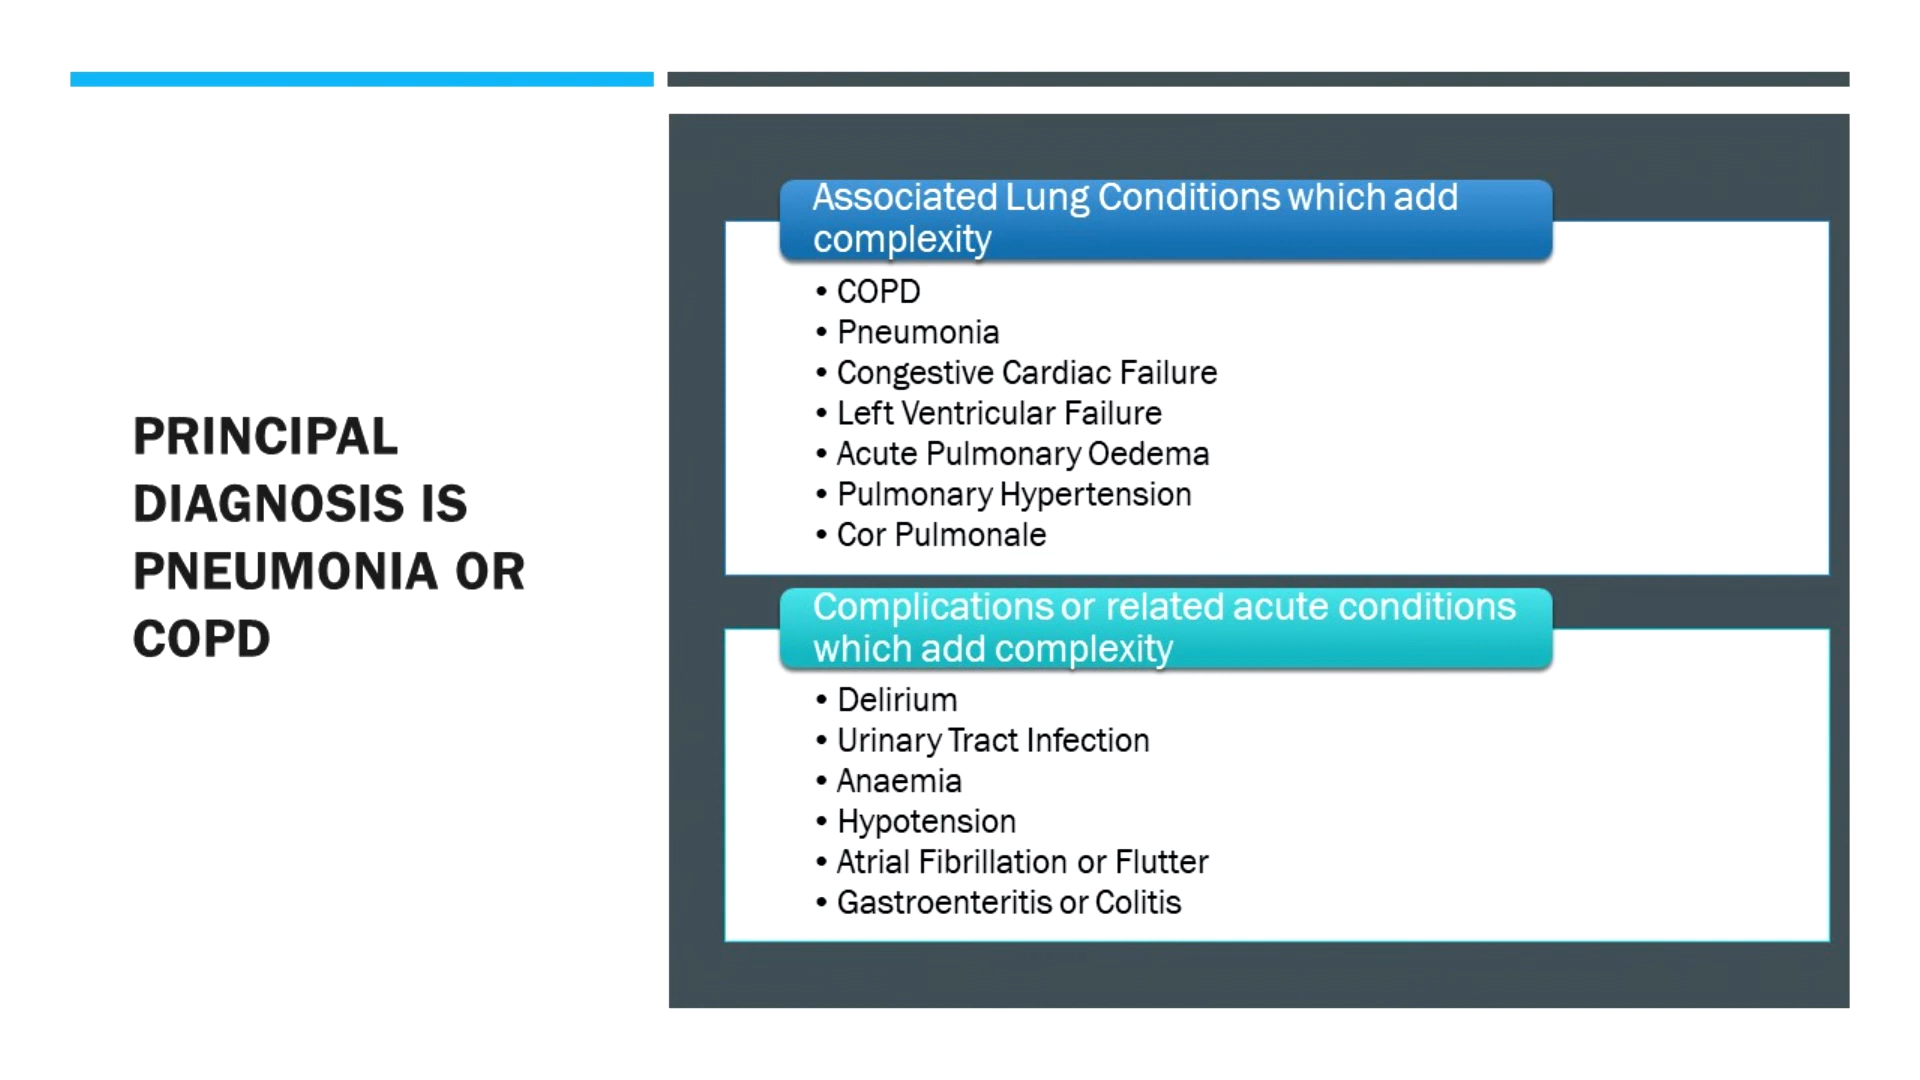 PRINCIPAL
DIAGNOSIS IS
PNEUMONIA OR
COPD
Associated Lung Conditions which add
complexity
• COPD
• Pneumonia
• Congestive Cardiac Failure
• Left Ventricular Failure
• Acute Pulmonary Oedema
• Pulmonary Hypertension
• Cor Pulmonale
Complications or related acute conditions
which add complexity
• Delirium
• Urinary Tract Infection
• Anaemia
• Hypotension
• Atrial Fibrillation or Flutter
• Gastroenteritis or Colitis